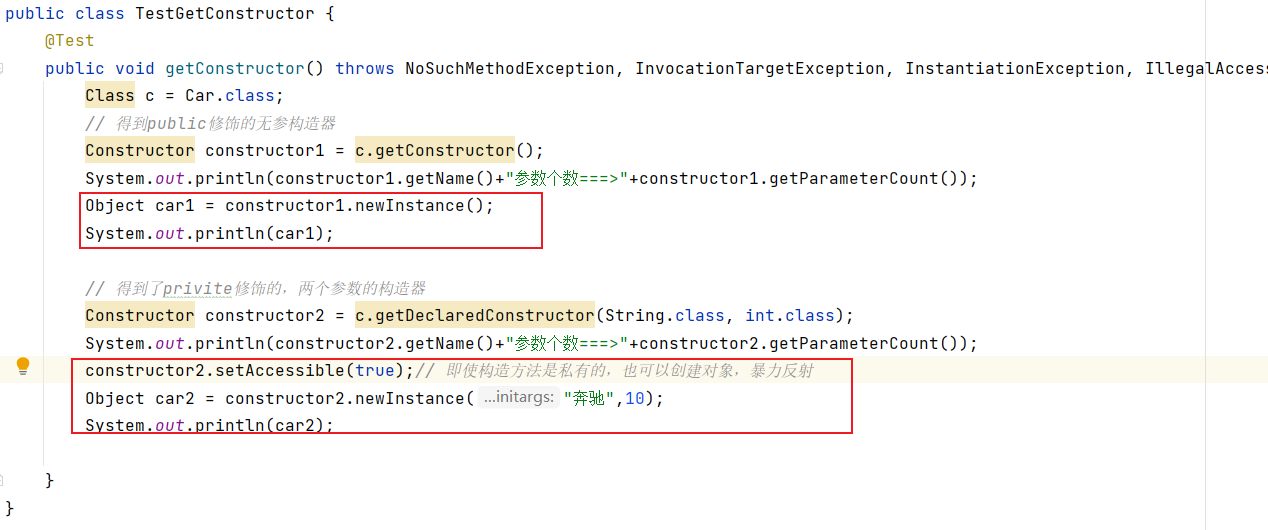 public class TestGetConstructor {
@Test
public void getConstructor() throws NoSuchMethodException, InvocationTargetException, InstantiationException, IllegalAccess
Class c = Car.class;
// 得到public修饰的无参构造器
Constructor constructor1 = c.getConstructor();
System.out.println(constructor1.getName()+"参数个数===>"+constructor1.getParameterCount());
Object car1 = constructor1.newInstance();
System.out.println(car1);
// 得到了privite修饰的，两个参数的构造器
Constructor constructor2 = c.getDeclaredConstructor(String.class, int.class);
System.out.println(constructor2.getName()+"参数个数===>"+constructor2.getParameterCount());
constructor2.setAccessible(true);// 即使构造方法是私有的，也可以创建对象，暴力反射
Object car2 = constructor2.newInstance( ...initargs: "奔驰",10);
System.out.println(car2);
}
}